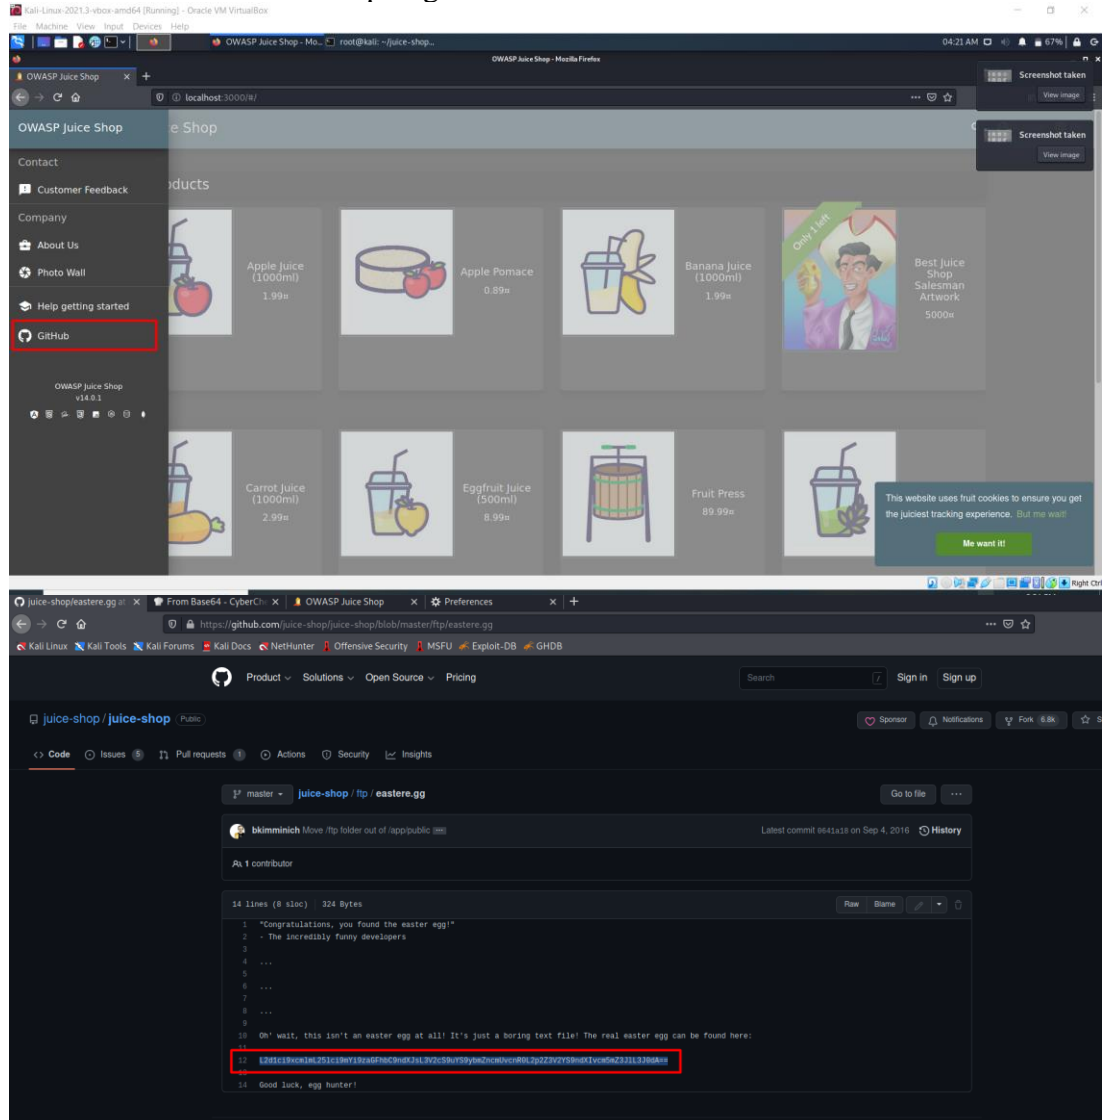 Kali-Linux-2021.3-vbox-amd64 [Running] - Oracle VM VirtualBox
File Machine View Input Devices Help
OWASP Juice Shop - Mo...
root@kali: ~/juice-shop...
04:21 AM
67%
OWASP Juice Shop - Mozilla Firefox
OWASP Juice Shop
Screenshot taken
View image
localhost:3000/#/
OWASP Juice Shop
e Shop
Screenshot taken
View image
Contact
Customer Feedback
oducts
Company
About Us
Photo Wall
Help getting started
GitHub
OWASP Juice Shop
v14.0.1
Apple Juice
(1000ml)
1.99¤
Apple Pomace
0.89¤
Banana Juice
(1000ml)
1.99¤
Only 1 left
Best Juice
Shop
Salesman
Artwork
5000¤
Carrot Juice
(1000ml)
2.99¤
Eggfruit Juice
(500ml)
8.99¤
Fruit Press
89.99¤
This website uses fruit cookies to ensure you get
the juiciest tracking experience. But me wait!
Me want it!
Right Ctrl
juice-shop/eastere.gg at
From Base64 - CyberCh
OWASP Juice Shop
Preferences
https://github.com/juice-shop/juice-shop/blob/master/ftp/eastere.gg
Kali Linux Kali Tools Kali Forums Kali Docs NetHunter Offensive Security MSFU Exploit-DB GHDB
Product Solutions Open Source Pricing
Search
Sign in Sign up
juice-shop / juice-shop Public
Sponsor Notifications Fork 6.8k
Code Issues 5 Pull requests 1 Actions Security Insights
master juice-shop / ftp / eastere.gg
Go to file ...
bkimminich Move /ftp folder out of /app/public ...
Latest commit 0641a18 on Sep 4, 2016 History
1 contributor
14 lines (8 sloc) 324 Bytes
Raw Blame
1 "Congratulations, you found the easter egg!"
2 - The incredibly funny developers
3
4 ...
5
6 ...
7
8 ...
9
10 Oh' wait, this isn't an easter egg at all! It's just a boring text file! The real easter egg can be found here:
11
12 L2d1ci9xcmlmL25lci9mYi9zaGFhbC9ndXJsL3V2cS9uYS9ybmZncmUvcnR0L2p2Z3V2YS9ndXIvcm5mZ3JlL3J0dA==
13
14 Good luck, egg hunter!